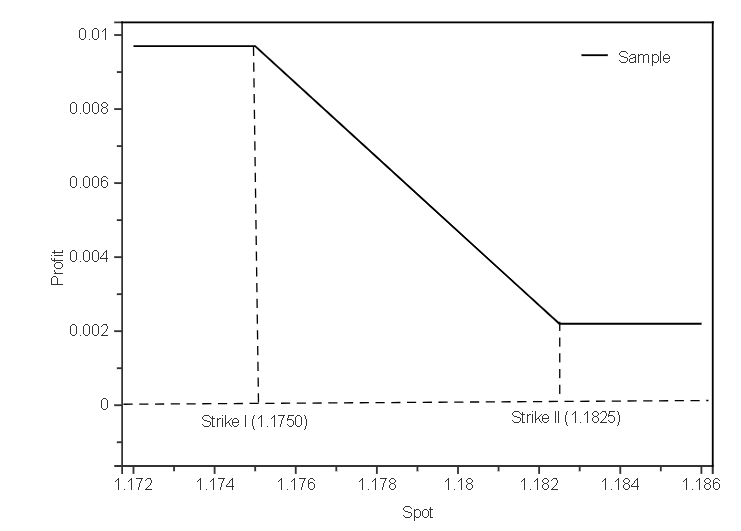 0.01
Sample
0.008
0.006
Profit
0.004
0.002
0
Strike I (1.1750)
Strike II (1.1825)
1.172 1.174 1.176 1.178 1.18 1.182 1.184 1.186
Spot